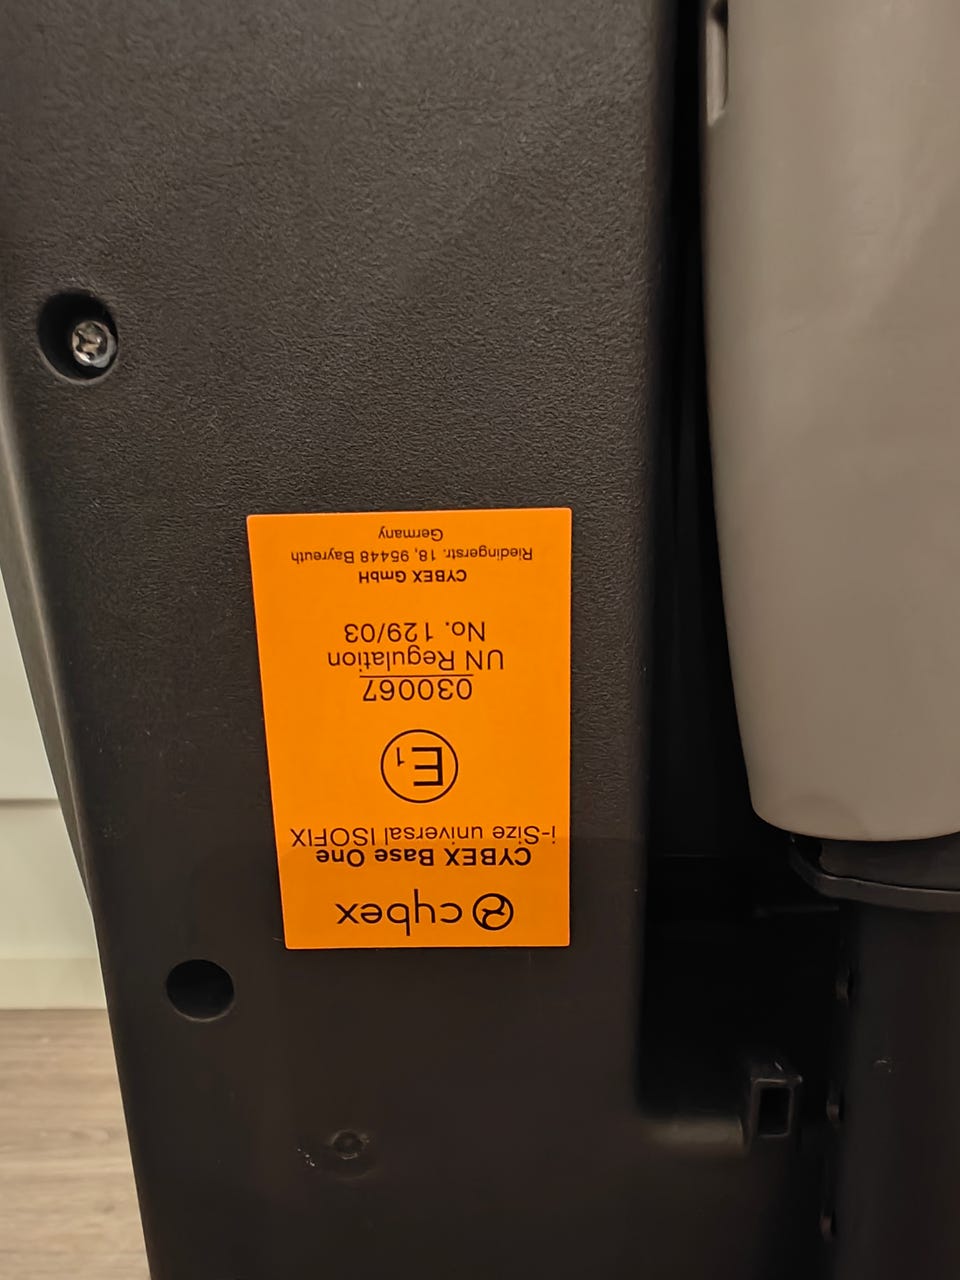 cybex
CYBEX Base One
i-Size universal ISOFIX
E1
030067
UN Regulation
No. 129/03
CYBEX GmbH
Riedingerstr. 18, 95448 Bayreuth
Germany